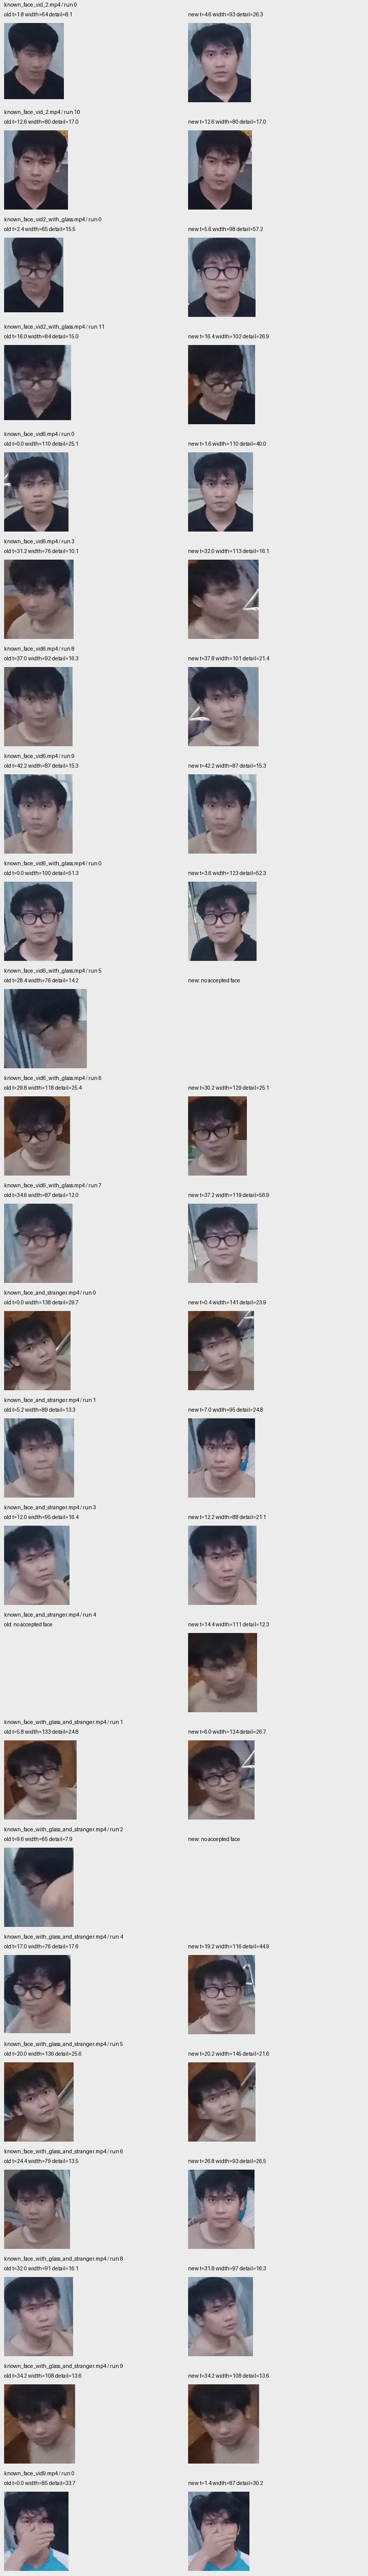 known_face_vid_2.mp4 / run 0
old t=1.8 width=64 detail=8.1 new t=4.6 width=93 detail=26.3
known_face_vid_2.mp4 / run 10
old t=12.6 width=80 detail=17.0 new t=12.6 width=80 detail=17.0
known_face_vid2_with_glass.mp4 / run 0
old t=2.4 width=65 detail=15.5 new t=5.6 width=98 detail=57.2
known_face_vid2_with_glass.mp4 / run 11
old t=16.0 width=84 detail=15.0 new t=16.4 width=102 detail=26.9
known_face_vid6.mp4 / run 0
old t=0.0 width=110 detail=25.1 new t=1.6 width=110 detail=40.0
known_face_vid6.mp4 / run 3
old t=31.2 width=76 detail=10.1 new t=32.0 width=113 detail=16.1
known_face_vid6.mp4 / run 8
old t=37.0 width=92 detail=16.3 new t=37.8 width=101 detail=21.4
known_face_vid6.mp4 / run 9
old t=42.2 width=87 detail=15.3 new t=42.2 width=87 detail=15.3
known_face_vid6_with_glass.mp4 / run 0
old t=0.0 width=100 detail=51.3 new t=3.6 width=123 detail=52.3
known_face_vid6_with_glass.mp4 / run 5
old t=28.4 width=76 detail=14.2 new: no accepted face
known_face_vid6_with_glass.mp4 / run 6
old t=29.8 width=118 detail=25.4 new t=30.2 width=129 detail=25.1
known_face_vid6_with_glass.mp4 / run 7
old t=34.6 width=87 detail=12.0 new t=37.2 width=119 detail=56.9
known_face_and_stranger.mp4 / run 0
old t=0.0 width=138 detail=29.7 new t=0.4 width=141 detail=23.9
known_face_and_stranger.mp4 / run 1
old t=5.2 width=89 detail=13.3 new t=7.0 width=95 detail=24.8
known_face_and_stranger.mp4 / run 3
old t=12.0 width=95 detail=16.4 new t=12.2 width=88 detail=21.1
known_face_and_stranger.mp4 / run 4
old: no accepted face new t=14.4 width=111 detail=12.3
known_face_with_glass_and_stranger.mp4 / run 1
old t=5.8 width=133 detail=24.8 new t=6.0 width=134 detail=26.7
known_face_with_glass_and_stranger.mp4 / run 2
old t=9.6 width=65 detail=7.9 new: no accepted face
known_face_with_glass_and_stranger.mp4 / run 4
old t=17.0 width=76 detail=17.6 new t=19.2 width=116 detail=44.9
known_face_with_glass_and_stranger.mp4 / run 5
old t=20.0 width=136 detail=25.6 new t=20.2 width=145 detail=21.6
known_face_with_glass_and_stranger.mp4 / run 6
old t=24.4 width=79 detail=13.5 new t=26.8 width=93 detail=26.5
known_face_with_glass_and_stranger.mp4 / run 8
old t=32.0 width=91 detail=16.1 new t=31.8 width=97 detail=16.3
known_face_with_glass_and_stranger.mp4 / run 9
old t=34.2 width=108 detail=13.6 new t=34.2 width=108 detail=13.6
known_face_vid9.mp4 / run 0
old t=0.0 width=85 detail=33.7 new t=1.4 width=87 detail=30.2